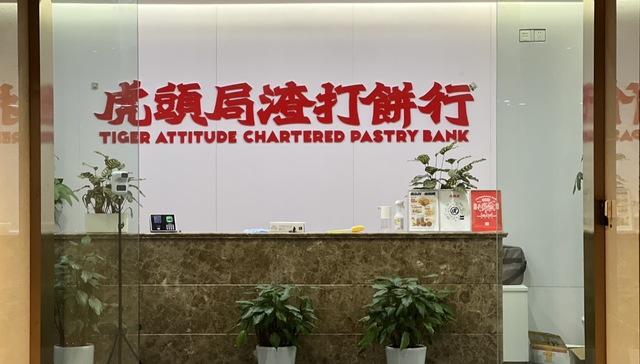 虎頭局渣打餅行
TIGER ATTITUDE CHARTERED PASTRY BANK